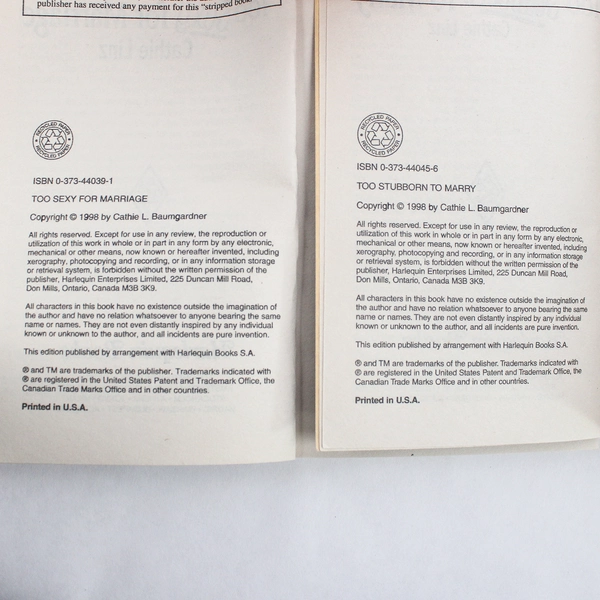 publisher has received any payment for this "stripped book."
RECYCLED PAPER
RECYCLED PAPER
ISBN 0-373-44039-1
TOO SEXY FOR MARRIAGE
Copyright © 1998 by Cathie L. Baumgardner
All rights reserved. Except for use in any review, the reproduction or
utilization of this work in whole or in part in any form by any electronic,
mechanical or other means, now known or hereafter invented, including
xerography, photocopying and recording, or in any information storage
or retrieval system, is forbidden without the written permission of the
publisher, Harlequin Enterprises Limited, 225 Duncan Mill Road,
Don Mills, Ontario, Canada M3B 3K9.
All characters in this book have no existence outside the imagination of
the author and have no relation whatsoever to anyone bearing the same
name or names. They are not even distantly inspired by any individual
known or unknown to the author, and all incidents are pure invention.
This edition published by arrangement with Harlequin Books S.A.
® and TM are trademarks of the publisher. Trademarks indicated with
® are registered in the United States Patent and Trademark Office, the
Canadian Trade Marks Office and in other countries.
Printed in U.S.A.
RECYCLED PAPER
RECYCLED PAPER
ISBN 0-373-44045-6
TOO STUBBORN TO MARRY
Copyright © 1998 by Cathie L. Baumgardner
All rights reserved. Except for use in any review, the reproduction or
utilization of this work in whole or in part in any form by any electronic,
mechanical or other means, now known or hereafter invented, including
xerography, photocopying and recording, or in any information storage
or retrieval system, is forbidden without the written permission of the
publisher, Harlequin Enterprises Limited, 225 Duncan Mill Road,
Don Mills, Ontario, Canada M3B 3K9.
All characters in this book have no existence outside the imagination of
the author and have no relation whatsoever to anyone bearing the same
name or names. They are not even distantly inspired by any individual
known or unknown to the author, and all incidents are pure invention.
This edition published by arrangement with Harlequin Books S.A.
® and TM are trademarks of the publisher. Trademarks indicated with
® are registered in the United States Patent and Trademark Office, the
Canadian Trade Marks Office and in other countries.
Printed in U.S.A.